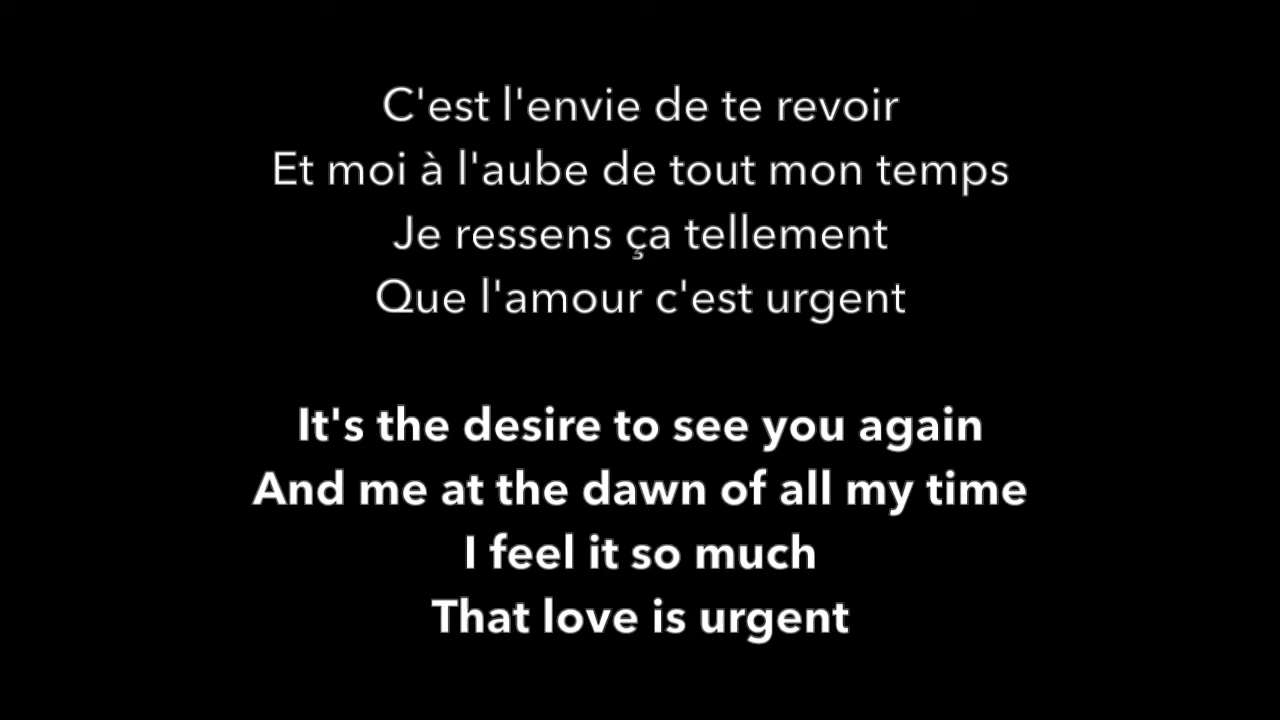 C'est l'envie de te revoir
Et moi à l'aube de tout mon temps
Je ressens ça tellement
Que l'amour c'est urgent
It's the desire to see you again
And me at the dawn of all my time
I feel it so much
That love is urgent